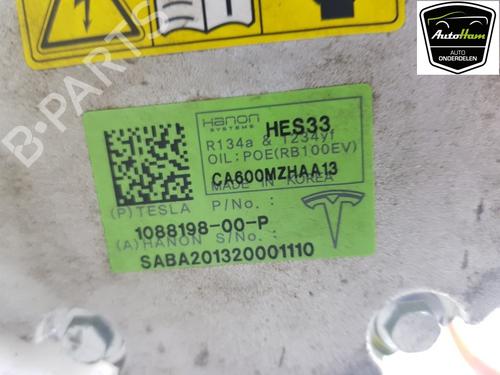 AutoHam
AUTO
ONDERDELEN
B-PARTS
Hanon
SYSTEMS
HES33
R134a & 1234yf
OIL:POE(RB100EV)
CA600MZHAA13
MADE IN KOREA
(P)TESLA P/No.:
1088198-00-P
(A)HANON S/No.:
SABA201320001110